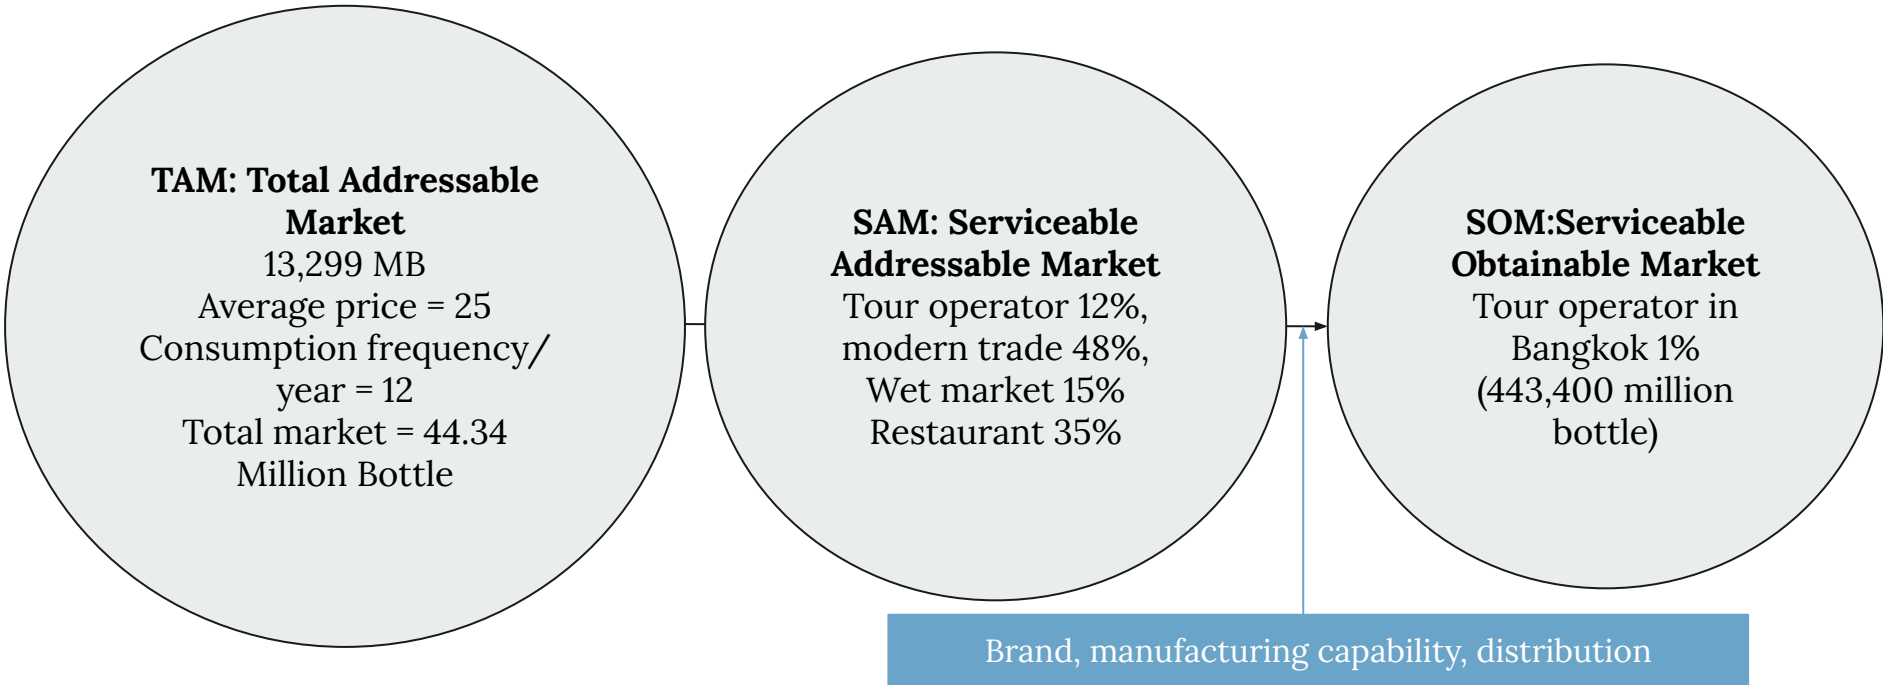 TAM: Total Addressable
Market
13,299 MB
Average price = 25
Consumption frequency/
year = 12
Total market = 44.34
Million Bottle
SAM: Serviceable
Addressable Market
Tour operator 12%,
modern trade 48%,
Wet market 15%
Restaurant 35%
SOM:Serviceable
Obtainable Market
Tour operator in
Bangkok 1%
(443,400 million
bottle)
Brand, manufacturing capability, distribution